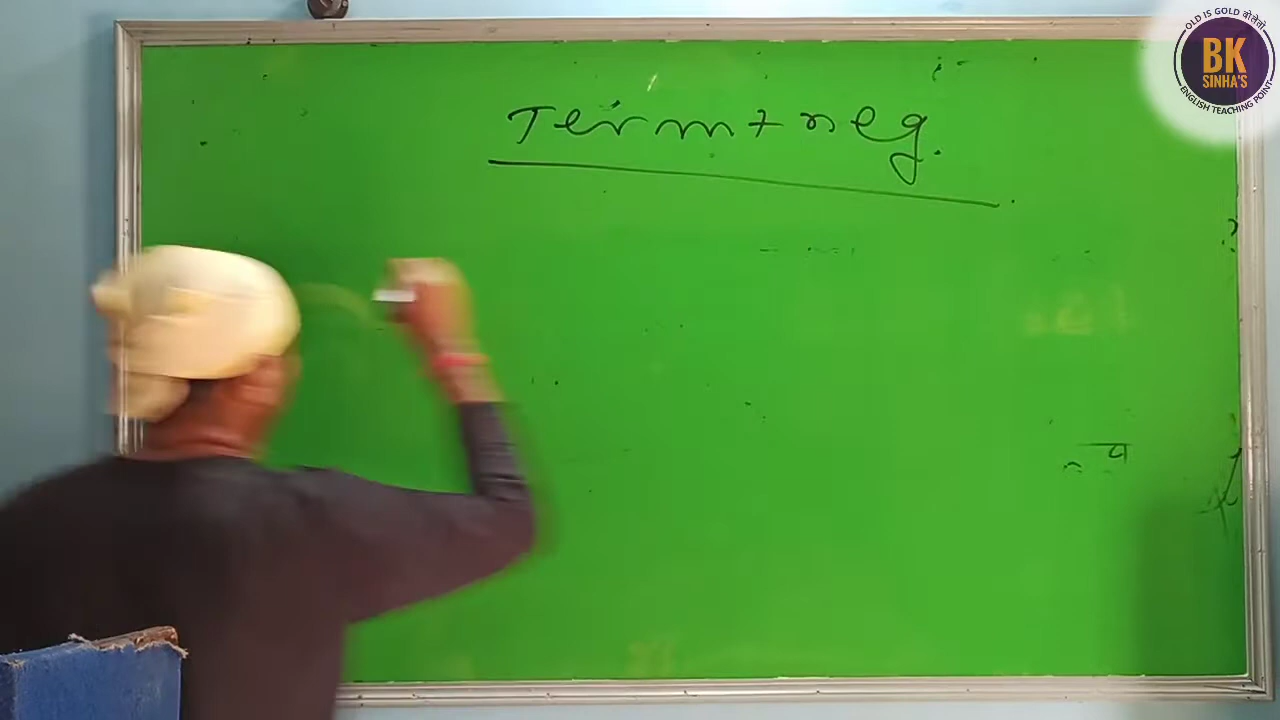 Term + neg.
OLD IS GOLD बोलेतो
BK
SINHA'S
ENGLISH TEACHING POINT